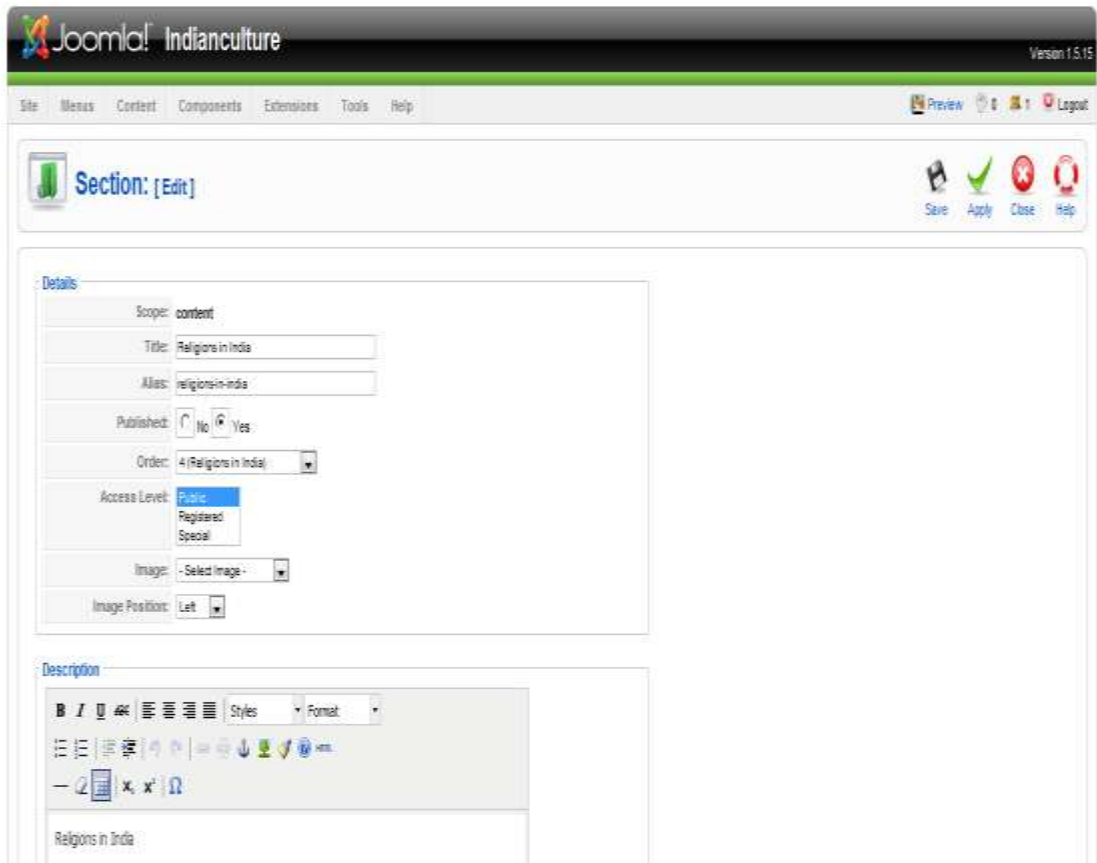 Joomla! Indianculture
Version 1.5.15
Site Menus Content Components Extensions Tools Help
Preview 0 1 Logout
Section: [ Edit ]
Save Apply Close Help
Details
Scope: content
Title: Religions in India
Alias: religions-in-india
Published: No Yes
Order: 4 (Religions in India)
Access Level: Public
Registered
Special
Image: - Select Image -
Image Position: Left
Description
B I U ABC Styles Format
HTML
x, x² Ω
Religions in India